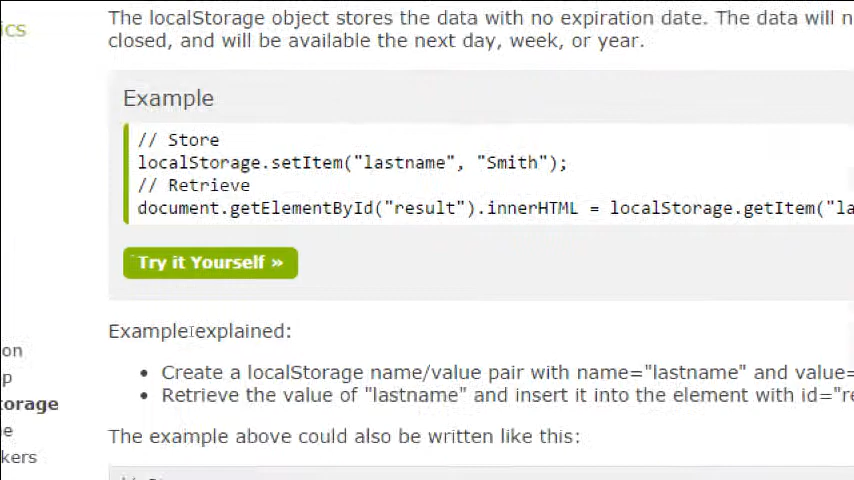 The localStorage object stores the data with no expiration date. The data will n
ics
closed, and will be available the next day, week, or year.
Example
// Store
localStorage.setItem("lastname", "Smith");
// Retrieve
document.getElementById("result").innerHTML = localStorage.getItem("la
Try it Yourself »
Example explained:
on
Create a localStorage name/value pair with name="lastname" and value=
p
Retrieve the value of "lastname" and insert it into the element with id="re
torage
e
The example above could also be written like this:
kers